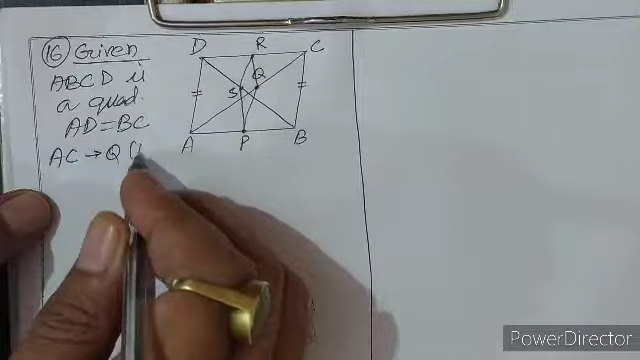 16 Given
ABCD is
a quad.
AD=BC
AC → Q (
D R C
S Q
A P B
PowerDirector